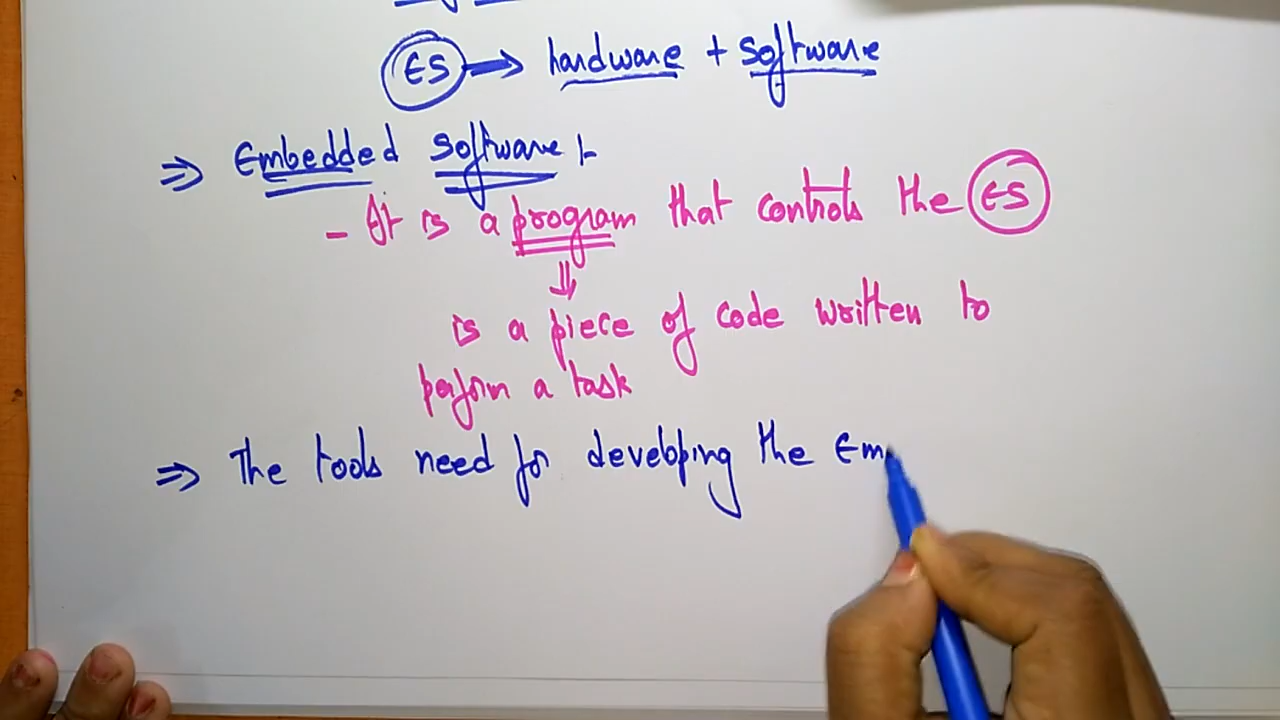 ES → hardware + software
⇒ Embedded software :-
- It is a program that controls the ES
⇓
is a piece of code written to
perform a task
⇒ The tools need for developing the Em